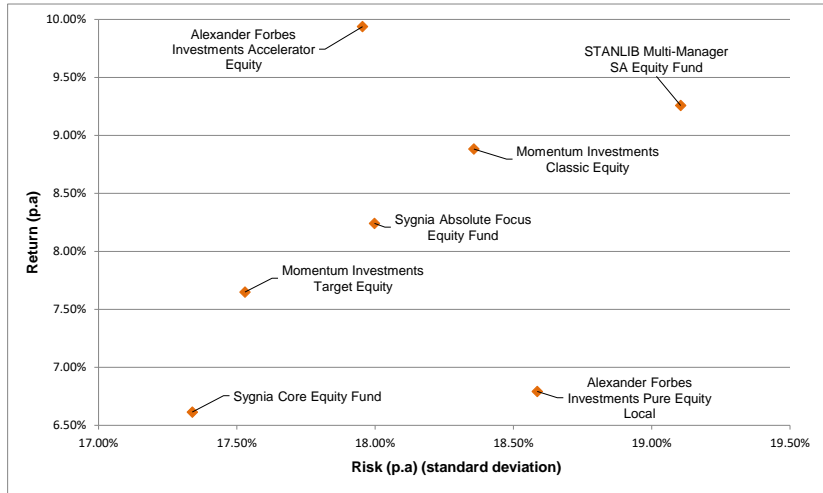 10.00%
9.50%
9.00%
8.50%
8.00%
7.50%
7.00%
6.50%
Return (p.a)
Alexander Forbes
Investments Accelerator
Equity
STANLIB Multi-Manager
SA Equity Fund
Momentum Investments
Classic Equity
Sygnia Absolute Focus
Equity Fund
Momentum Investments
Target Equity
Sygnia Core Equity Fund
Alexander Forbes
Investments Pure Equity
Local
17.00%
17.50%
18.00%
18.50%
19.00%
19.50%
Risk (p.a) (standard deviation)